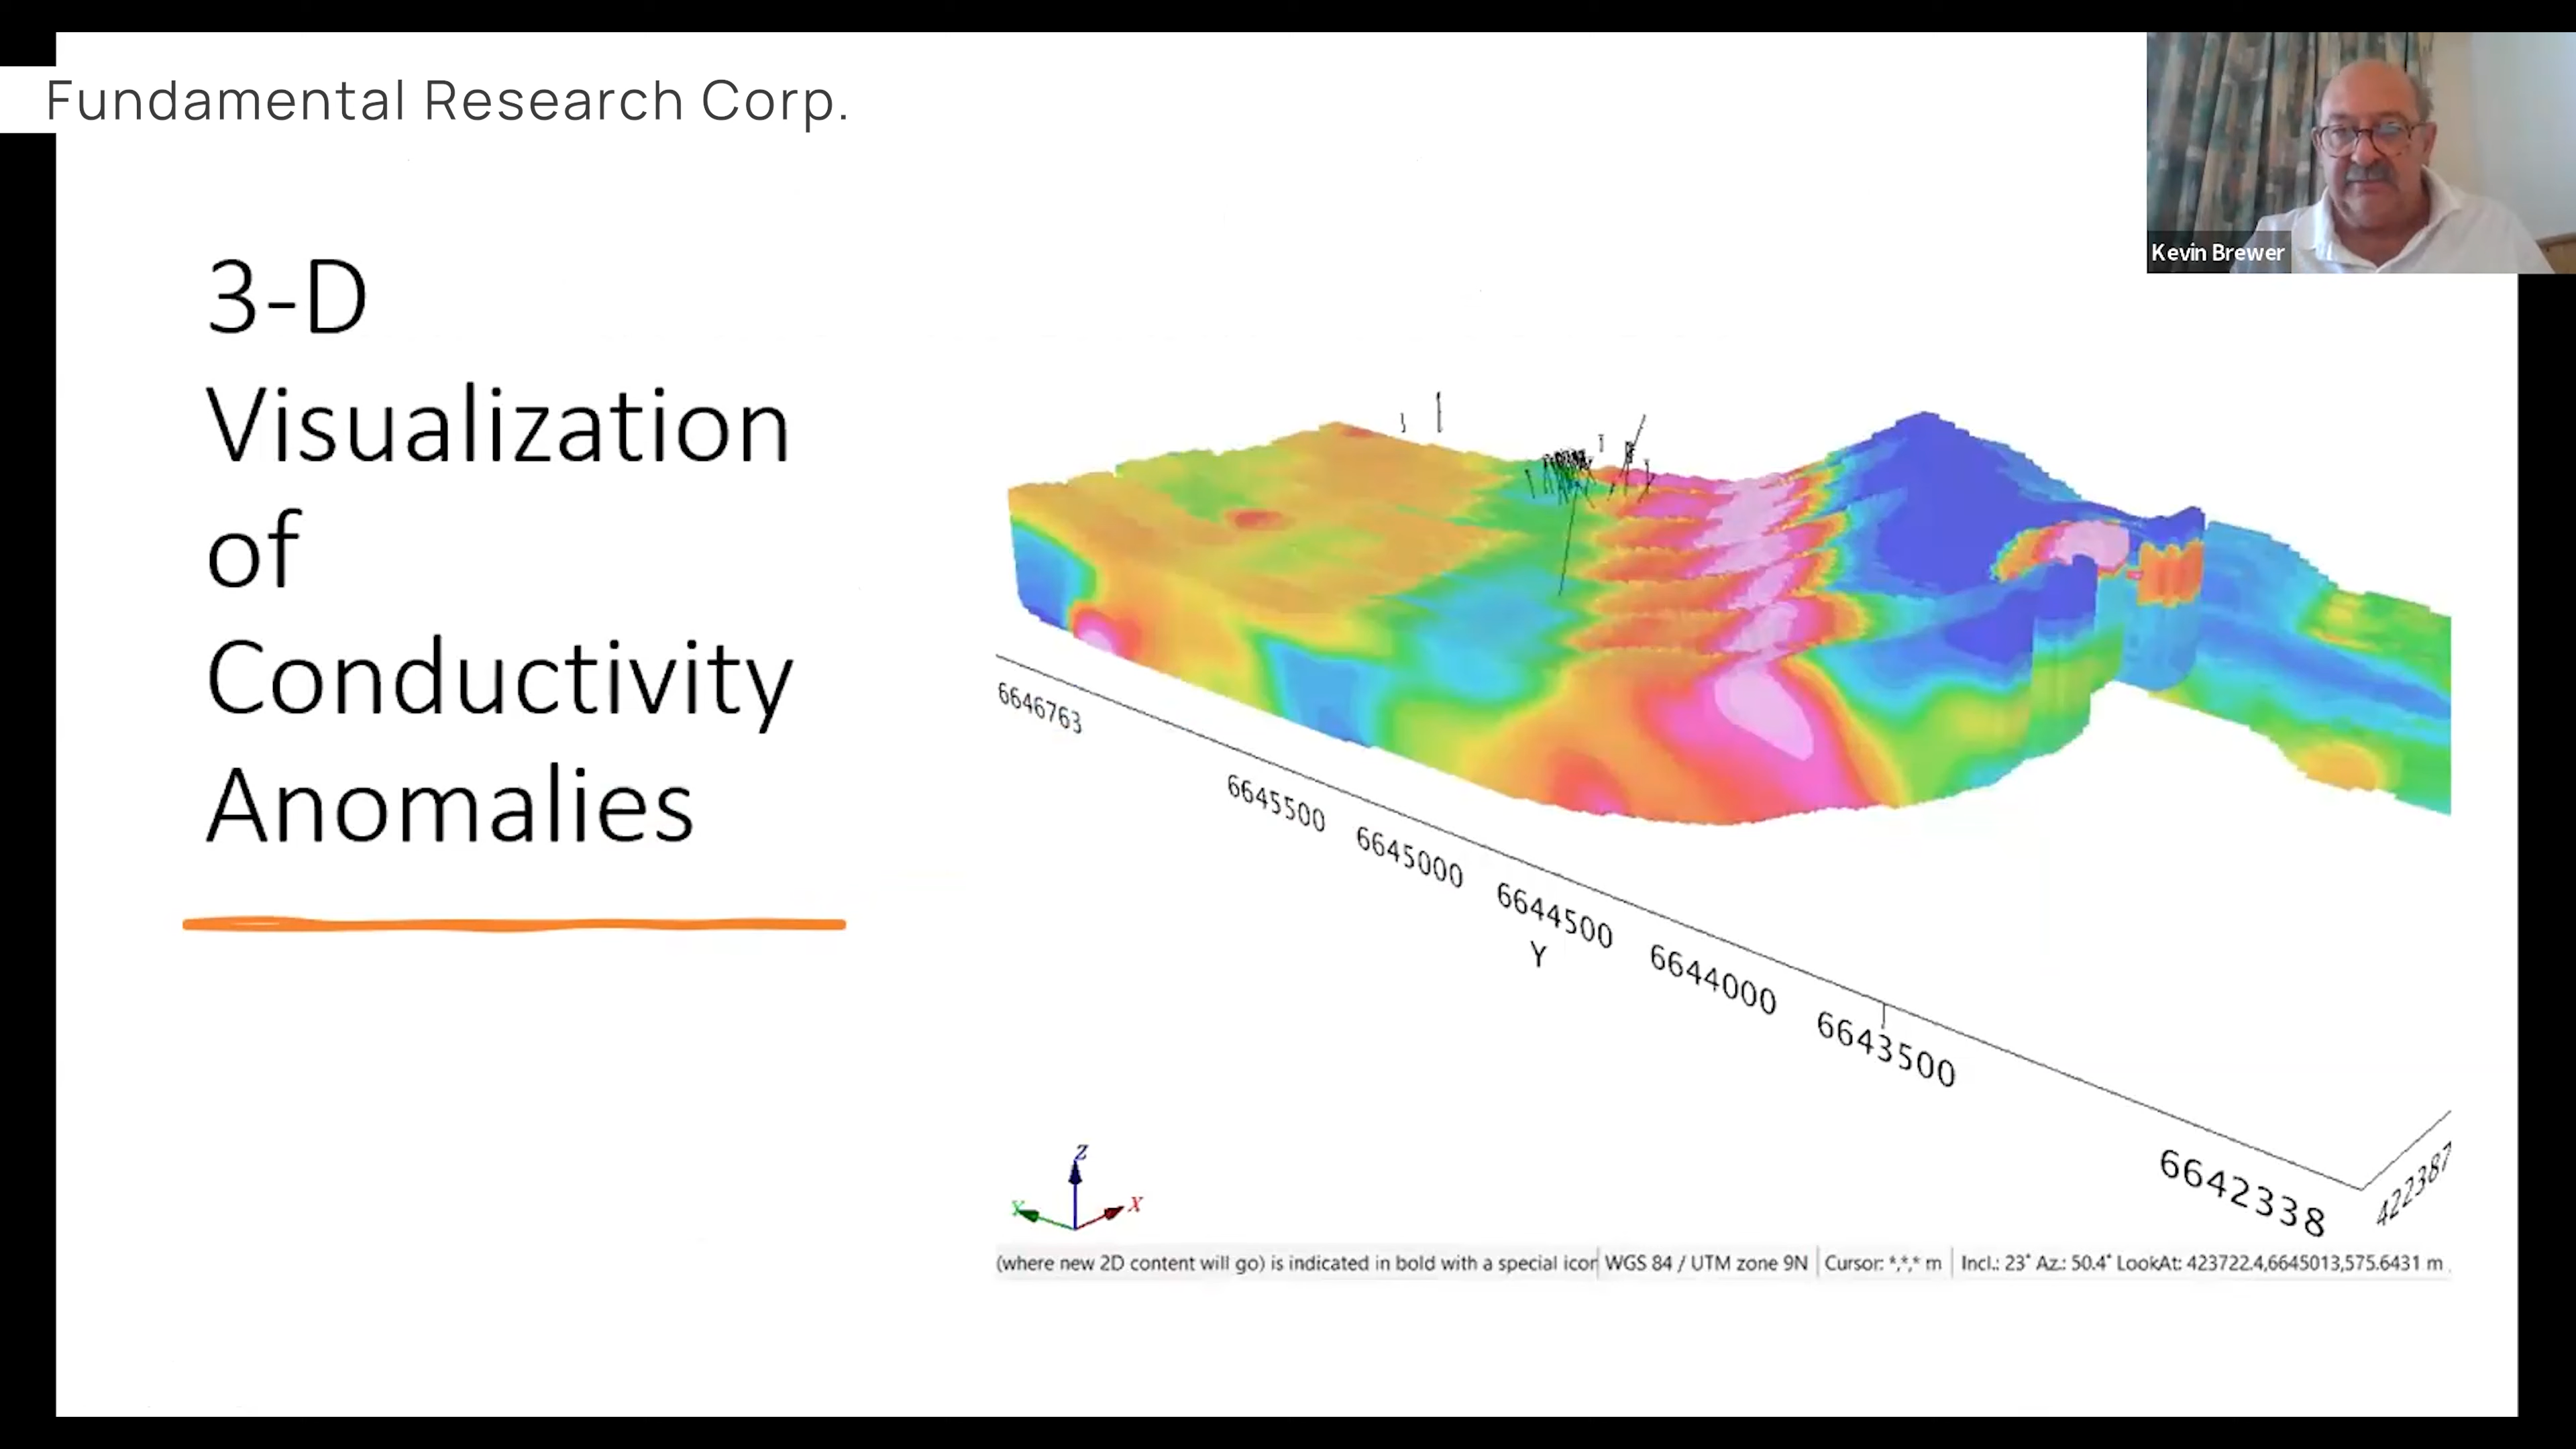 Fundamental Research Corp.
Kevin Brewer
3-D
Visualization
of
Conductivity
Anomalies
6646763
6645500
6645000
6644500
Y
6644000
6643500
6642338
422387
Z
Y
X
(where new 2D content will go) is indicated in bold with a special icor
WGS 84 / UTM zone 9N
Cursor: *,*,* m
Incl.: 23° Az.: 50.4° LookAt: 423722.4,6645013,575.6431 m